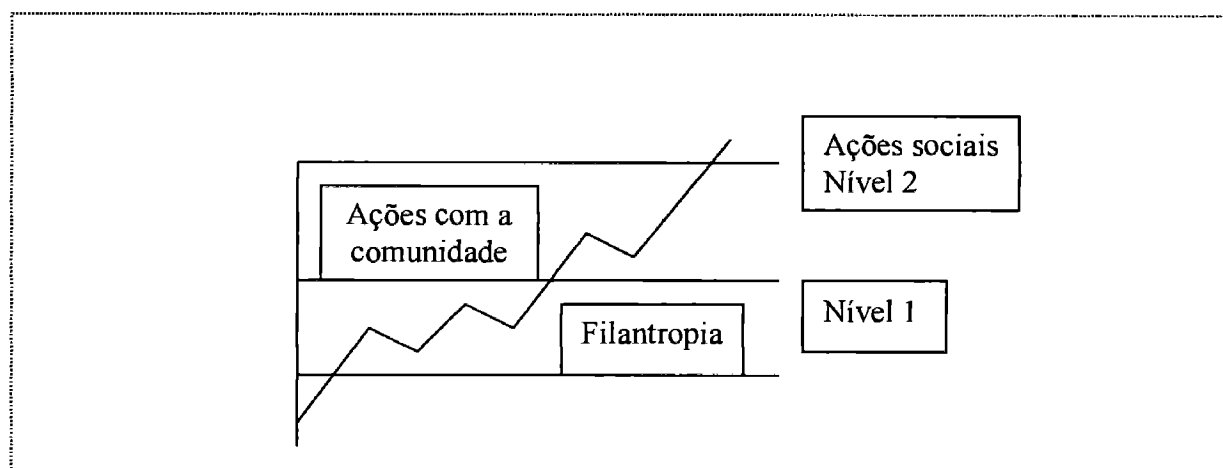 Ações sociais
Nível 2
Ações com a
comunidade
Nível 1
Filantropia